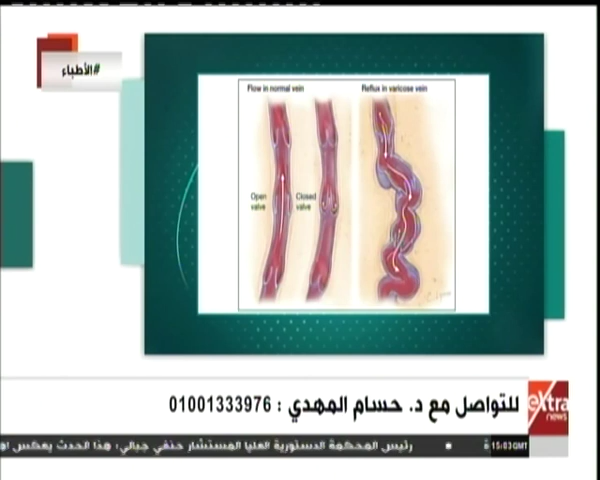 #الأطباء
Flow in normal vein
Reflux in varicose vein
Open valve
Closed valve
للتواصل مع د. حسام المهدي : 01001333976
eXtra news
15:03GMT
رئيس المحكمة الدستورية العليا المستشار حنفي جبالي: هذا الحدث يعكس